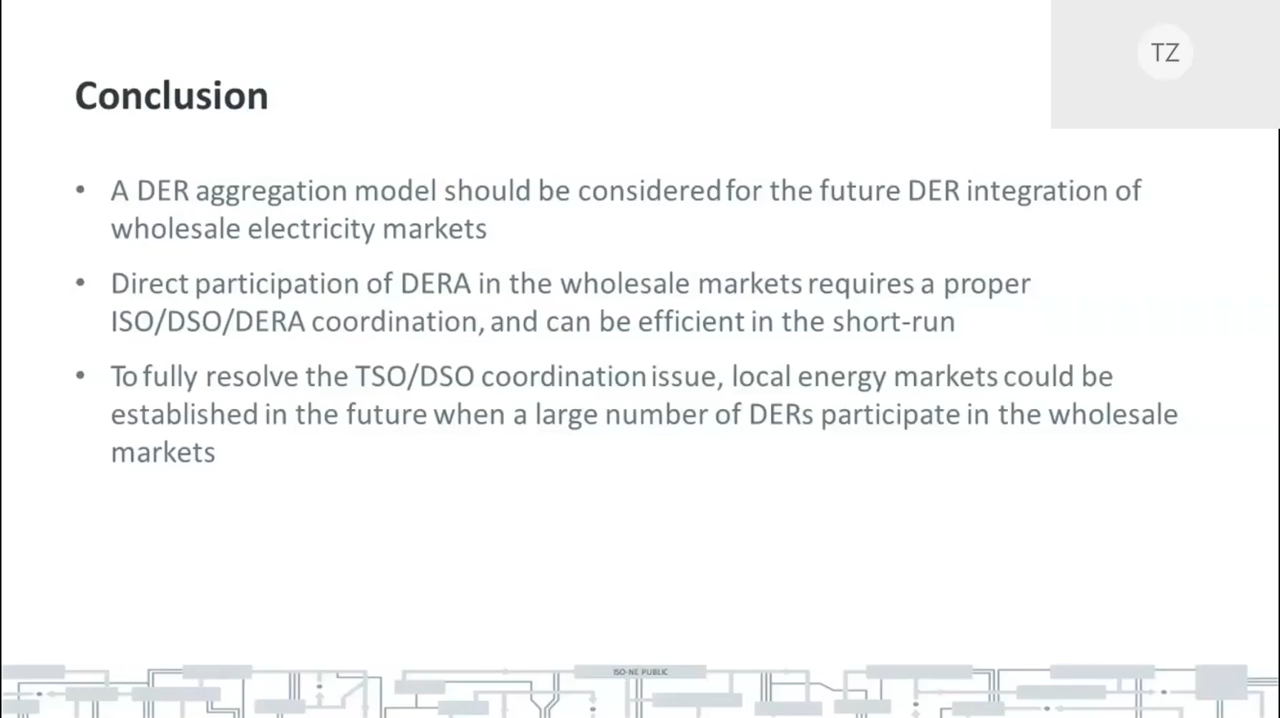 TZ
Conclusion
• A DER aggregation model should be considered for the future DER integration of
wholesale electricity markets
• Direct participation of DERA in the wholesale markets requires a proper
ISO/DSO/DERA coordination, and can be efficient in the short-run
• To fully resolve the TSO/DSO coordination issue, local energy markets could be
established in the future when a large number of DERs participate in the wholesale
markets
ISO-NE PUBLIC